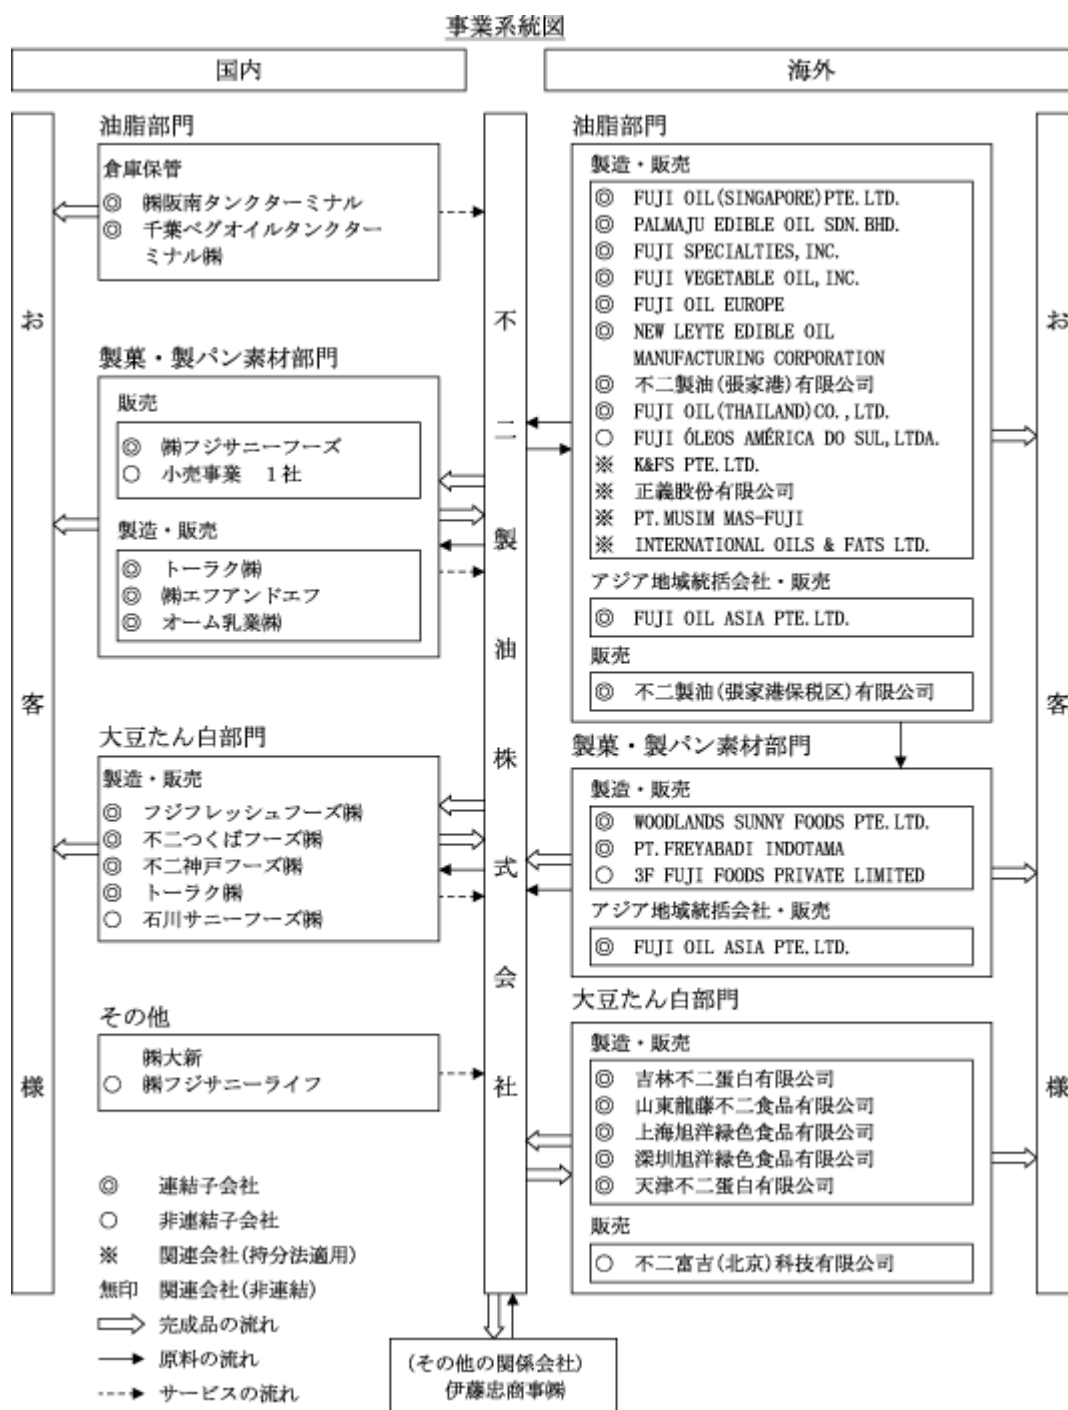 事業系統図
国内
海外
お客様
油脂部門
倉庫保管
◎ ㈱阪南タンクターミナル
◎ 千葉ベグオイルタンクター
ミナル㈱
製菓・製パン素材部門
販売
◎ ㈱フジサニーフーズ
○ 小売事業 1社
製造・販売
◎ トーラク㈱
◎ ㈱エフアンドエフ
◎ オーム乳業㈱
大豆たん白部門
製造・販売
◎ フジフレッシュフーズ㈱
◎ 不二つくばフーズ㈱
◎ 不二神戸フーズ㈱
◎ トーラク㈱
○ 石川サニーフーズ㈱
その他
㈱大新
○ ㈱フジサニーライフ
◎ 連結子会社
○ 非連結子会社
※ 関連会社(持分法適用)
無印 関連会社(非連結)
完成品の流れ
原料の流れ
サービスの流れ
不二製油株式会社
(その他の関係会社)
伊藤忠商事㈱
油脂部門
製造・販売
◎ FUJI OIL(SINGAPORE)PTE.LTD.
◎ PALMAJU EDIBLE OIL SDN.BHD.
◎ FUJI SPECIALTIES,INC.
◎ FUJI VEGETABLE OIL,INC.
◎ FUJI OIL EUROPE
◎ NEW LEYTE EDIBLE OIL
MANUFACTURING CORPORATION
◎ 不二製油(張家港)有限公司
◎ FUJI OIL(THAILAND)CO.,LTD.
○ FUJI ÓLEOS AMÉRICA DO SUL,LTDA.
※ K&FS PTE.LTD.
※ 正義股份有限公司
※ PT.MUSIM MAS-FUJI
※ INTERNATIONAL OILS & FATS LTD.
アジア地域統括会社・販売
◎ FUJI OIL ASIA PTE.LTD.
販売
◎ 不二製油(張家港保税区)有限公司
製菓・製パン素材部門
製造・販売
◎ WOODLANDS SUNNY FOODS PTE.LTD.
◎ PT.FREYABADI INDOTAMA
○ 3F FUJI FOODS PRIVATE LIMITED
アジア地域統括会社・販売
◎ FUJI OIL ASIA PTE.LTD.
大豆たん白部門
製造・販売
◎ 吉林不二蛋白有限公司
◎ 山東龍藤不二食品有限公司
◎ 上海旭洋緑色食品有限公司
◎ 深圳旭洋緑色食品有限公司
◎ 天津不二蛋白有限公司
販売
○ 不二富吉(北京)科技有限公司
お客様